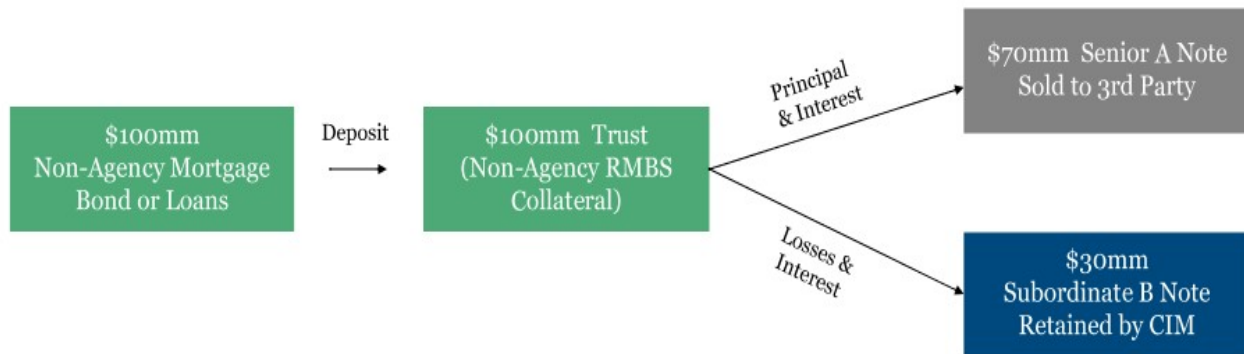 $100mm
Non-Agency Mortgage
Bond or Loans
Deposit
$100mm Trust
(Non-Agency RMBS
Collateral)
Principal
& Interest
Losses &
Interest
$70mm Senior A Note
Sold to 3rd Party
$30mm
Subordinate B Note
Retained by CIM